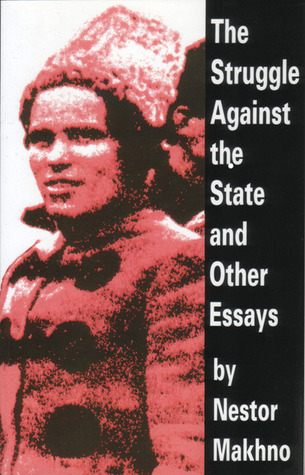 The
Struggle
Against
the
State
and
Other
Essays
by
Nestor
Makhno